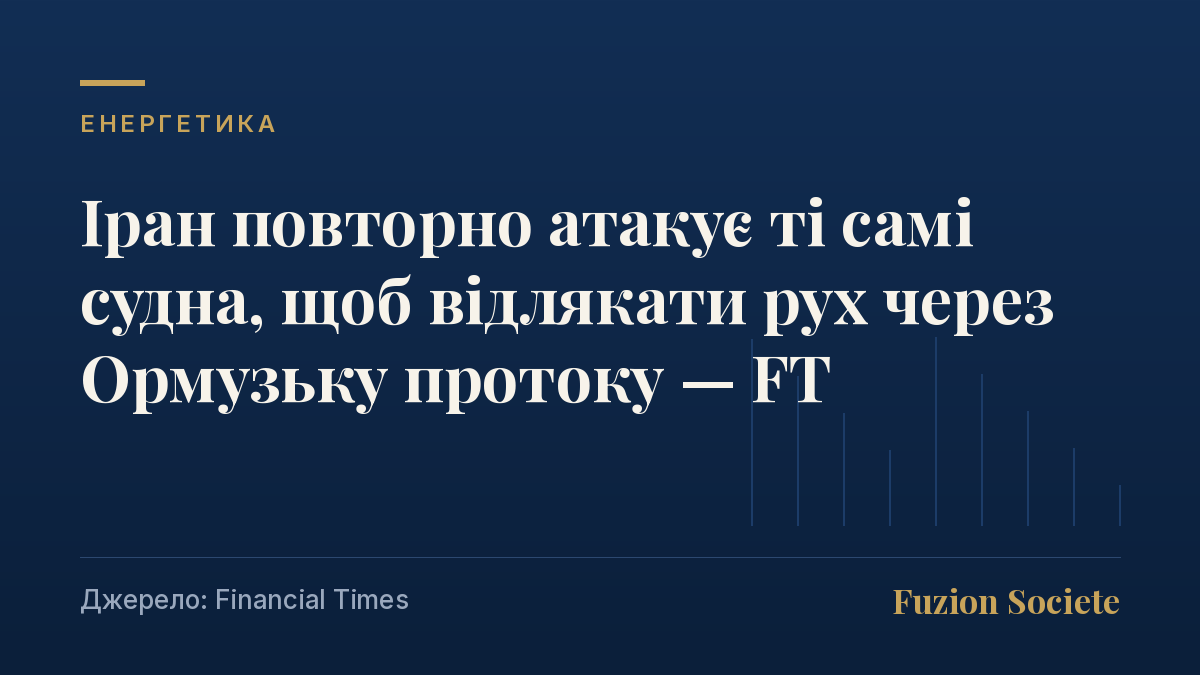 ЕНЕРГЕТИКА
Іран повторно атакує ті самі
судна, щоб відлякати рух через
Ормузьку протоку — FT
Джерело: Financial Times
Fuzion Societe